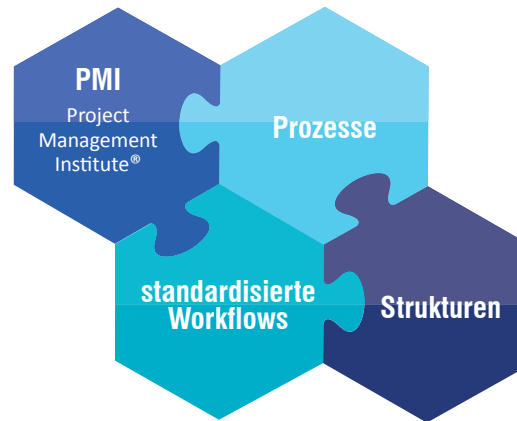 PMI
Project
Management
Institute®
Prozesse
standardisierte
Workflows
Strukturen